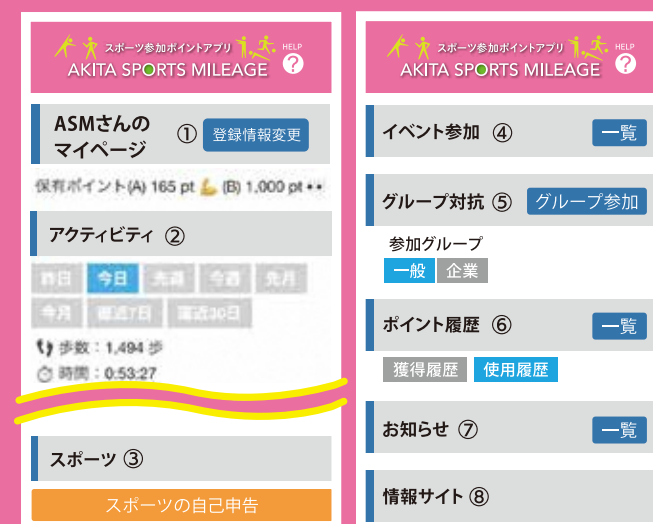 スポーツ参加ポイントアプリ
AKITA SPORTS MILEAGE
HELP
?
ASMさんの
マイページ
① 登録情報変更
保有ポイント(A) 165 pt 💪 (B) 1,000 pt ••
アクティビティ ②
昨日 今日 先週 今週 先月
今月 直近7日 直近30日
歩数：1,494 歩
時間：0:53:27
スポーツ ③
スポーツの自己申告
スポーツ参加ポイントアプリ
AKITA SPORTS MILEAGE
HELP
?
イベント参加 ④ 一覧
グループ対抗 ⑤ グループ参加
参加グループ
一般 企業
ポイント履歴 ⑥ 一覧
獲得履歴 使用履歴
お知らせ ⑦ 一覧
情報サイト ⑧